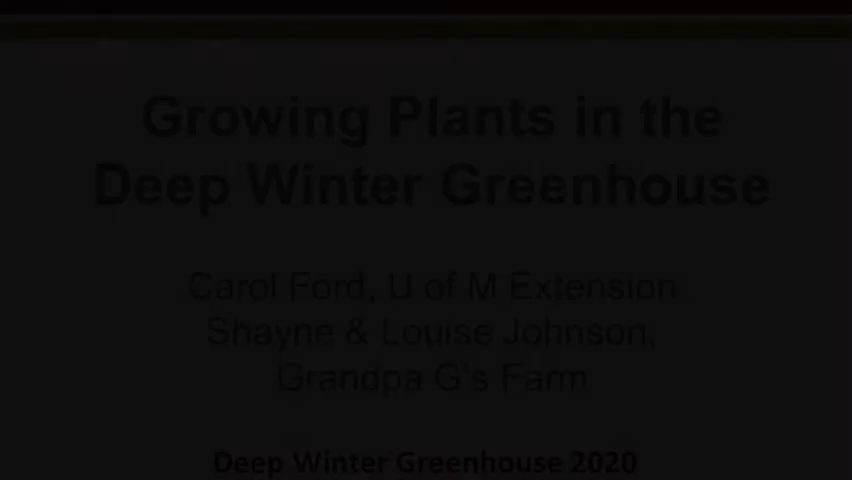 Growing Plants in the
Deep Winter Greenhouse
Carol Ford, U of M Extension
Shayne & Louise Johnson,
Grandpa G's Farm
Deep Winter Greenhouse 2020